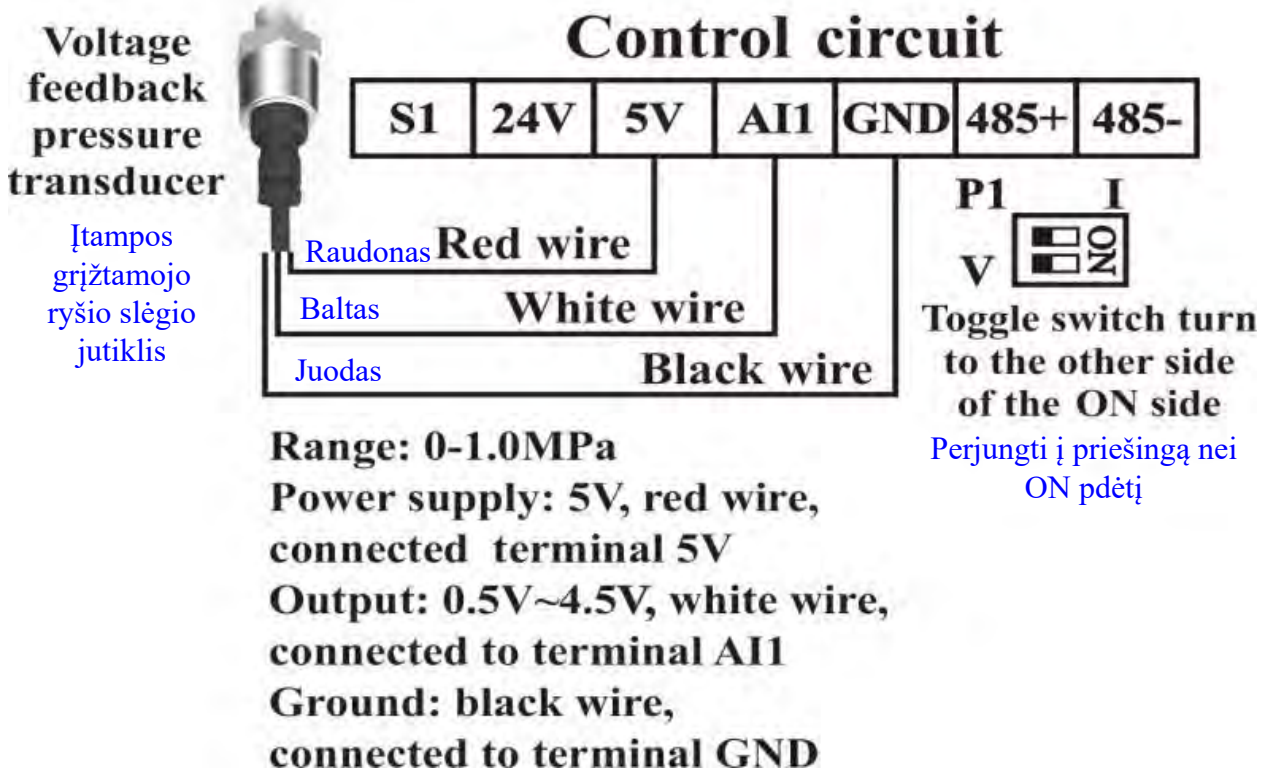 Voltage
feedback
pressure
transducer
Įtampos
grįžtamojo
ryšio slėgio
jutiklis
Control circuit
S1 24V 5V AI1 GND 485+ 485-
Raudonas Red wire
Baltas White wire
Juodas Black wire
P1 I
V ON
Toggle switch turn
to the other side
of the ON side
Perjungti į priešingą nei
ON pdėtį
Range: 0-1.0MPa
Power supply: 5V, red wire,
connected terminal 5V
Output: 0.5V~4.5V, white wire,
connected to terminal AI1
Ground: black wire,
connected to terminal GND